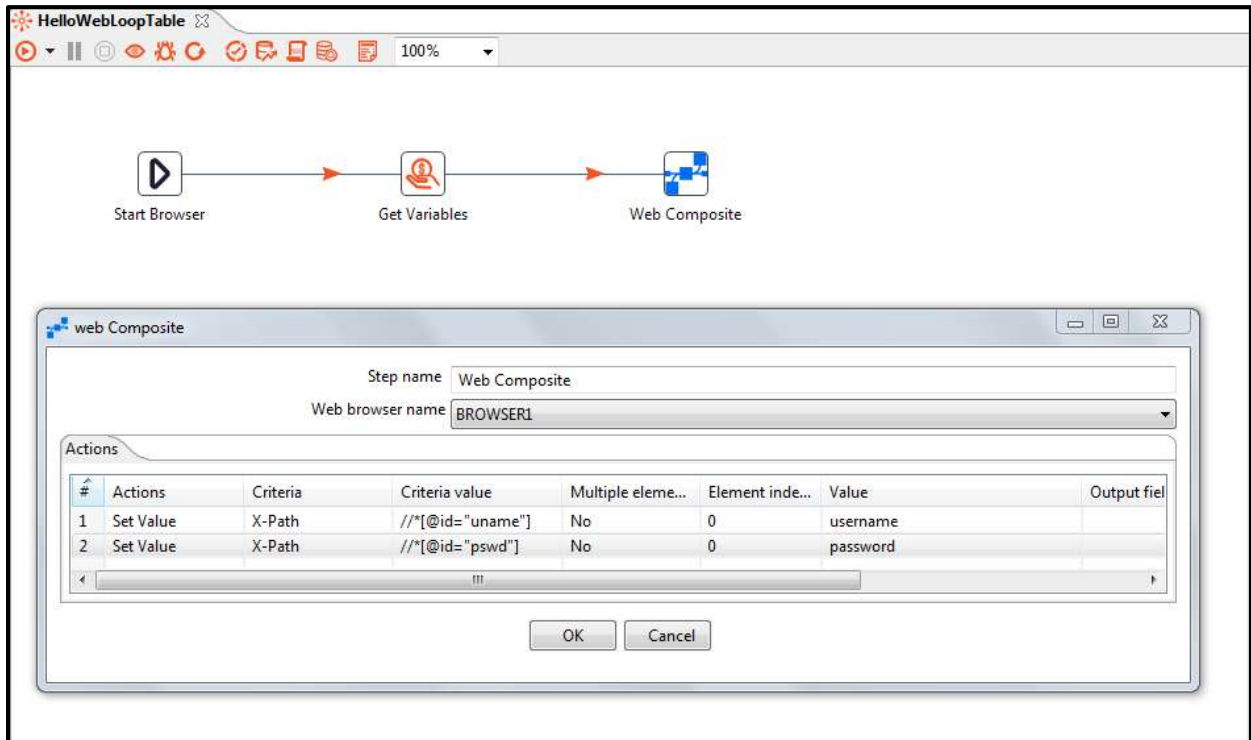 HelloWebLoopTable
100%
Start Browser Get Variables Web Composite
web Composite
Step name Web Composite
Web browser name BROWSER1
Actions
# Actions Criteria Criteria value Multiple eleme... Element inde... Value Output fiel
1 Set Value X-Path //*[@id="uname"] No 0 username
2 Set Value X-Path //*[@id="pswd"] No 0 password
OK Cancel